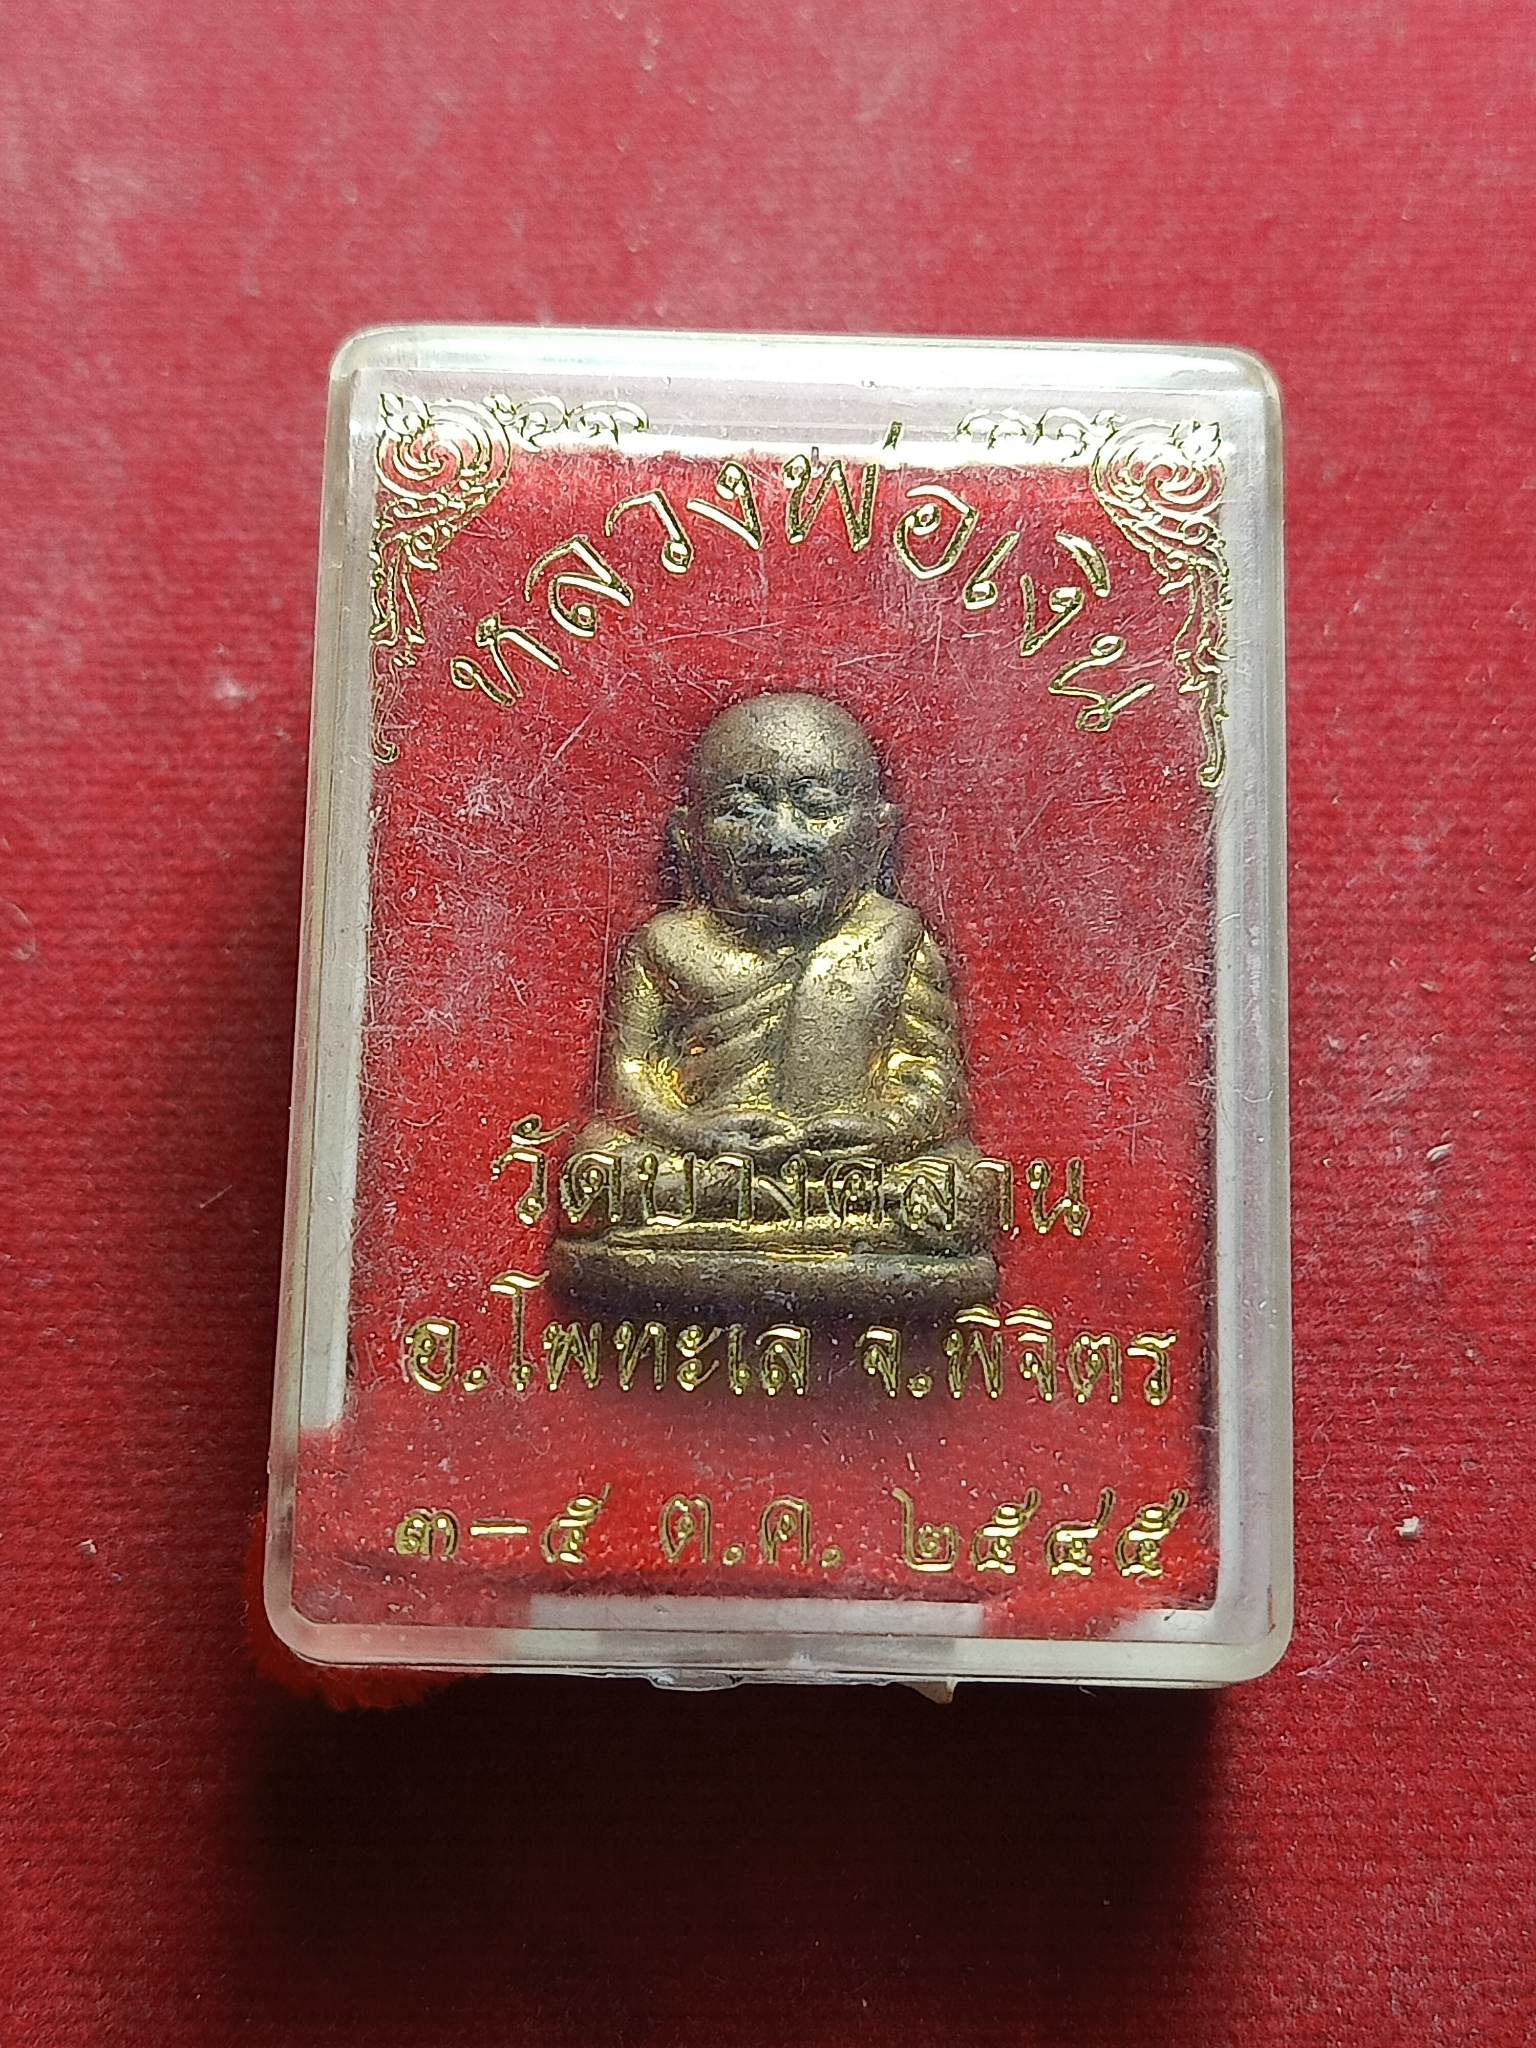 หลวงพ่อเงิน
วัดบางคลาน
อ.โพทะเล จ.พิจิตร
๓-๕ ต.ค. ๒๕๔๕